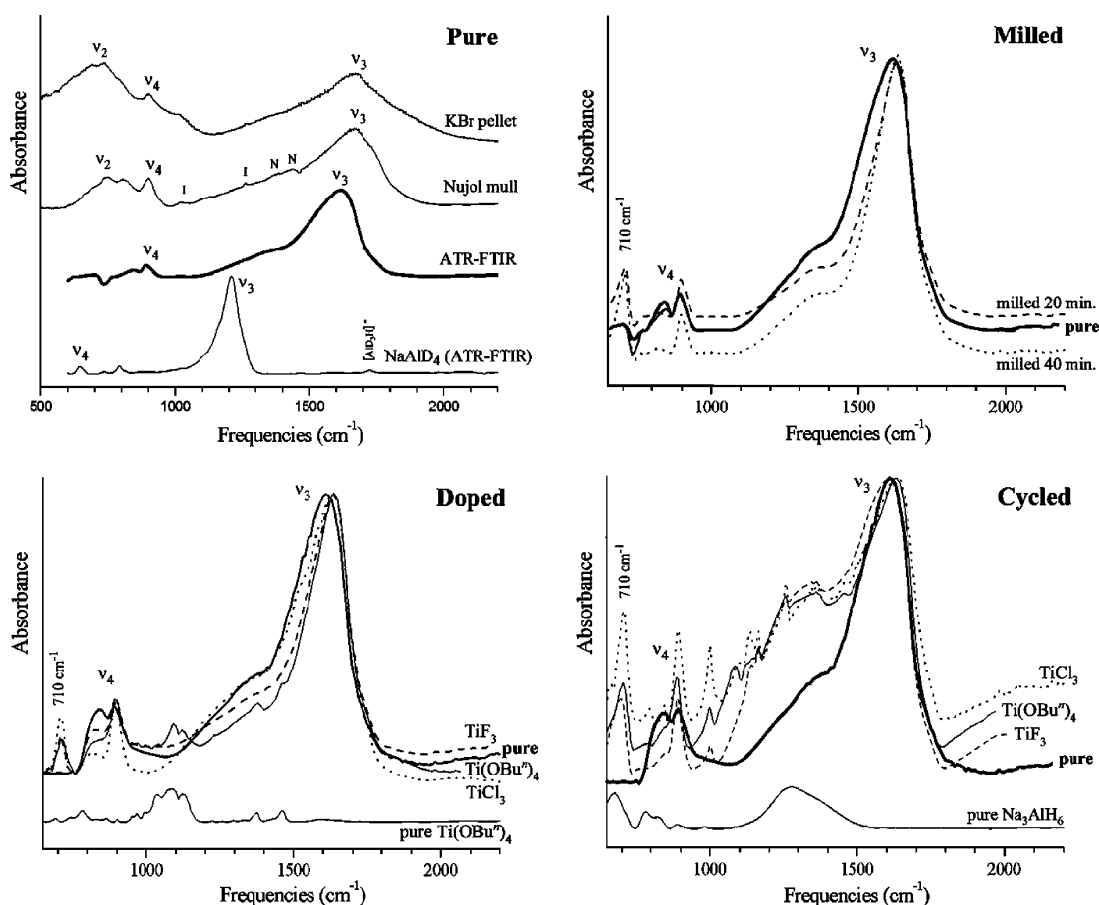 Pure
ν2
ν4
ν3
KBr pellet
ν2
ν4
I
I
N
N
ν3
Nujol mull
ν4
ν3
ATR-FTIR
ν4
ν3
[AlD3H]-
NaAlD4 (ATR-FTIR)
Absorbance
500
1000
1500
2000
Frequencies (cm-1)
Milled
ν3
710 cm-1
ν4
milled 20 min.
pure
milled 40 min.
Absorbance
1000
1500
2000
Frequencies (cm-1)
Doped
ν3
710 cm-1
ν4
TiF3
pure
Ti(OBun)4
TiCl3
pure Ti(OBun)4
Absorbance
1000
1500
2000
Frequencies (cm-1)
Cycled
ν3
710 cm-1
ν4
TiCl3
Ti(OBun)4
TiF3
pure
pure Na3AlH6
Absorbance
1000
1500
2000
Frequencies (cm-1)